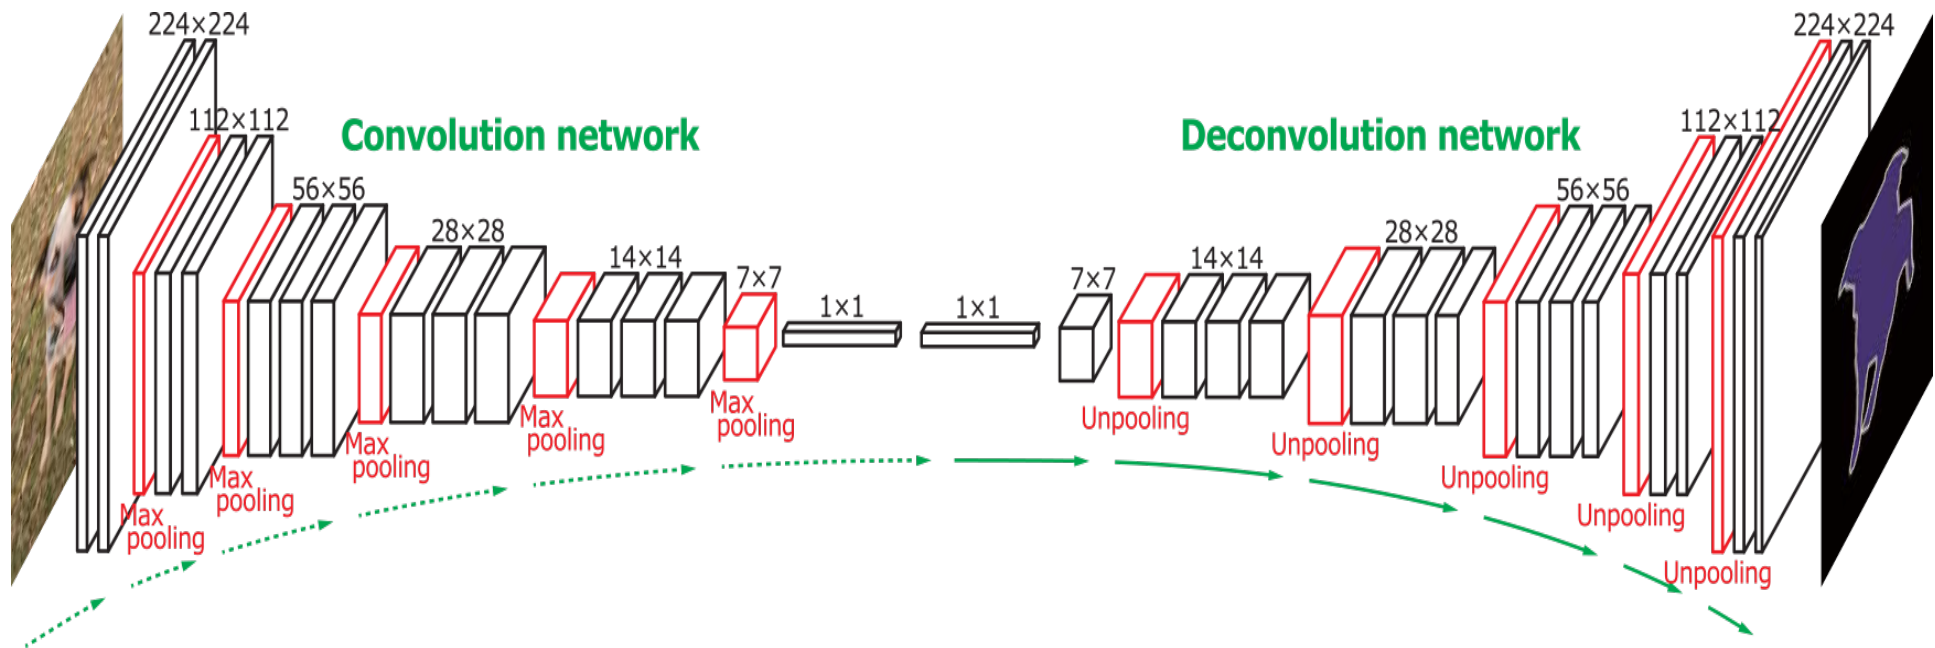 224×224
112×112
Convolution network
56×56
28×28
14×14
7×7
1×1
1×1
7×7
14×14
28×28
Deconvolution network
56×56
112×112
224×224
Max
pooling
Max
pooling
Max
pooling
Max
pooling
Max
pooling
Unpooling
Unpooling
Unpooling
Unpooling
Unpooling